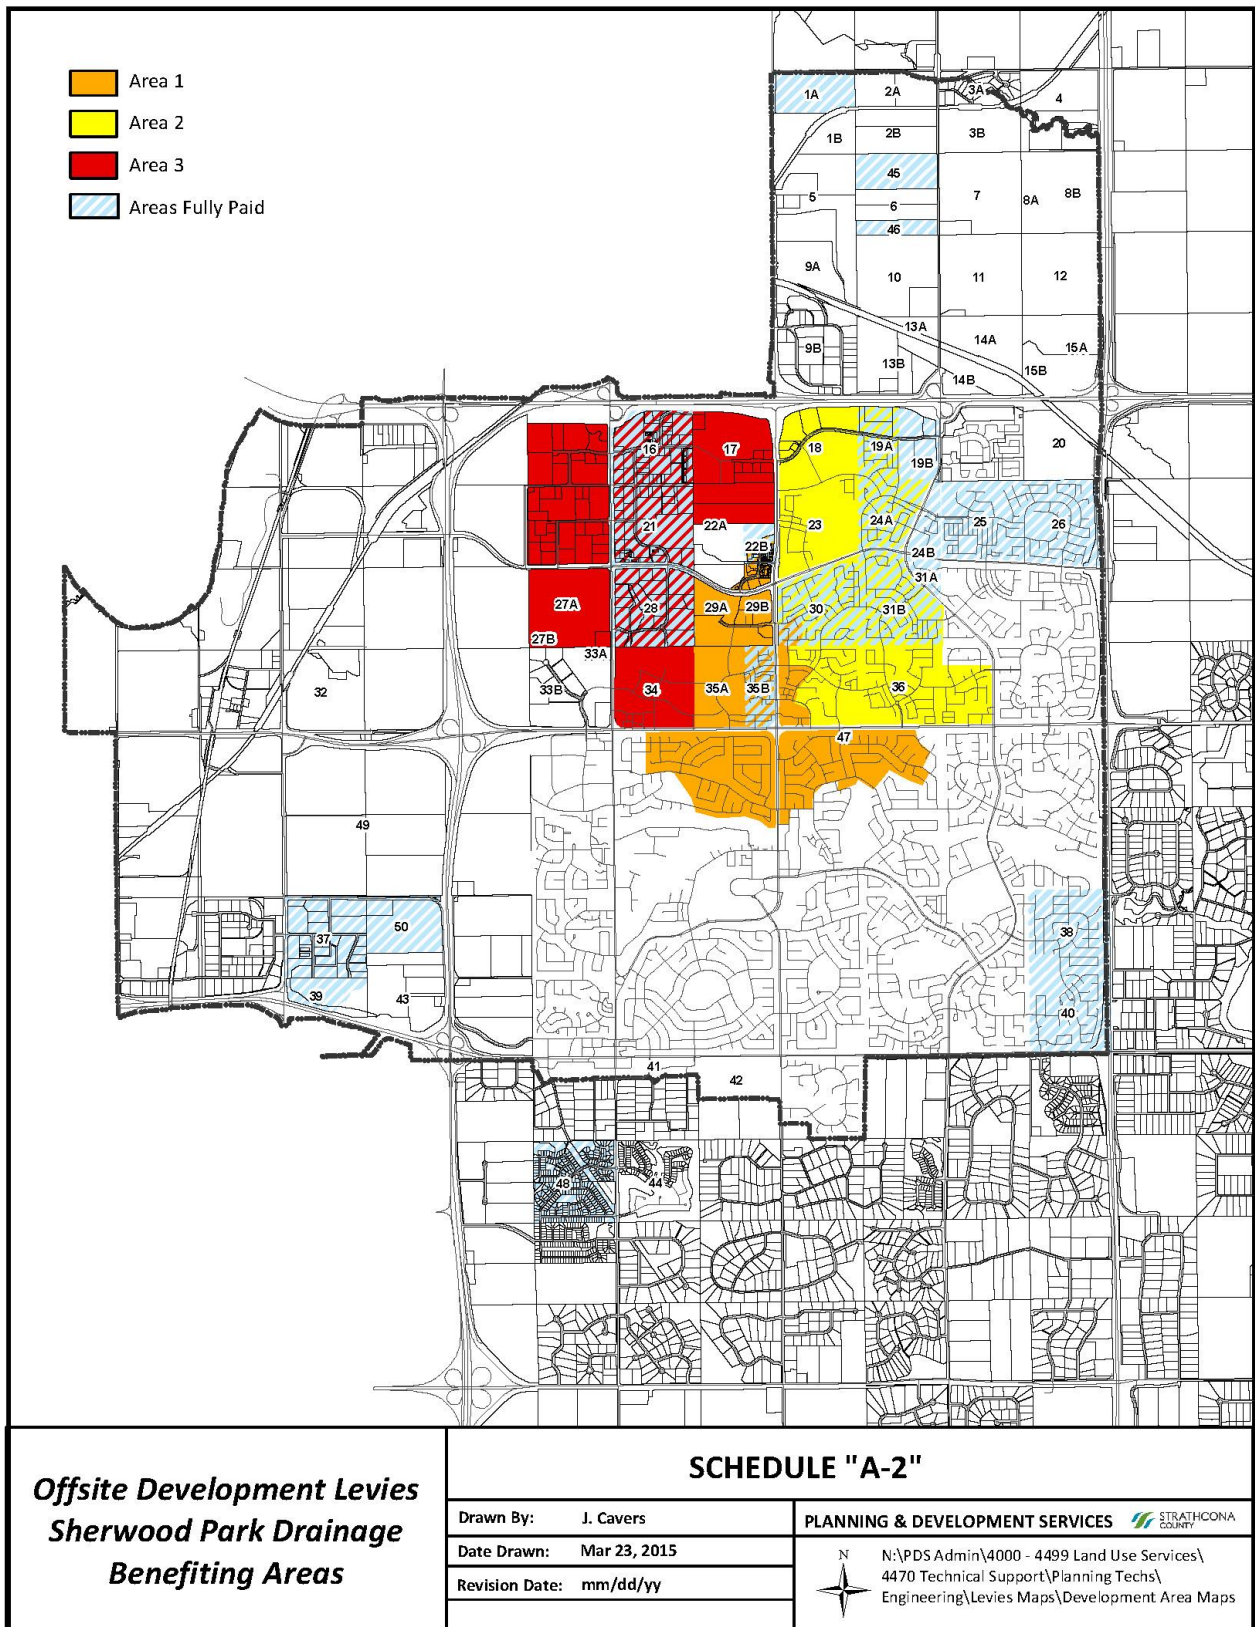 Area 1
Area 2
Area 3
Areas Fully Paid
1A
2A
3A
4
1B
2B
3B
45
5
6
7
8A
8B
46
9A
10
11
12
13A
14A
15A
9B
13B
14B
15B
16
17
18
19A
19B
20
21
22A
22B
23
24A
24B
25
26
27A
27B
28
29A
29B
30
31A
31B
32
33A
33B
34
35A
35B
36
47
49
37
50
39
43
38
40
41
42
48
44
Offsite Development Levies
Sherwood Park Drainage
Benefiting Areas
SCHEDULE "A-2"
Drawn By: J. Cavers
Date Drawn: Mar 23, 2015
Revision Date: mm/dd/yy
PLANNING & DEVELOPMENT SERVICES
STRATHCONA
COUNTY
N
N:\PDS Admin\4000 - 4499 Land Use Services\
4470 Technical Support\Planning Techs\
Engineering\Levies Maps\Development Area Maps